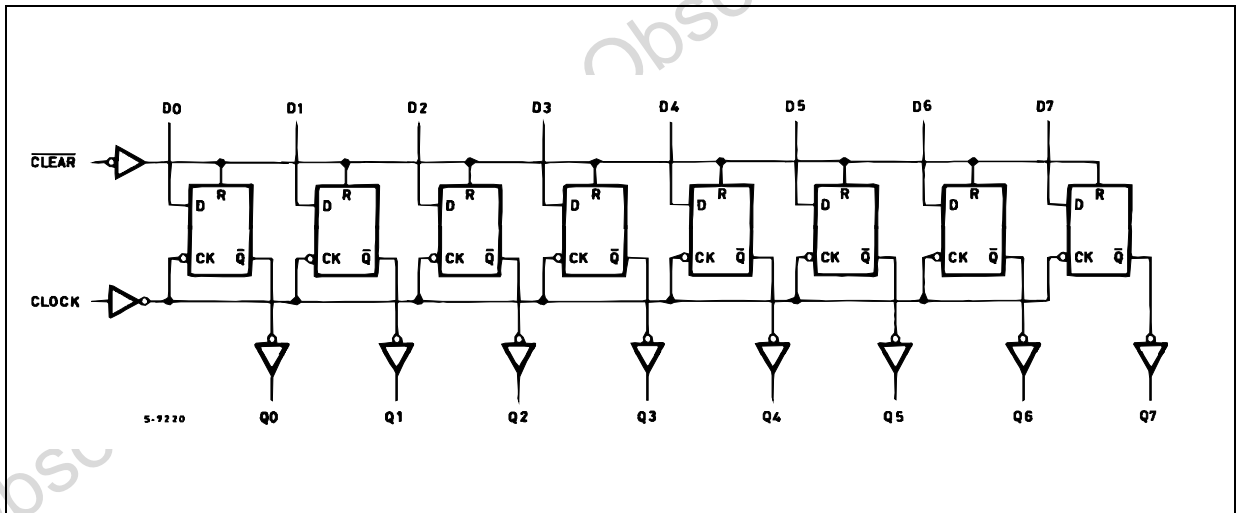 Obsc
D0 D1 D2 D3 D4 D5 D6 D7
CLEAR
R R R R R R R R
D D D D D D D D
CK Q̅ CK Q̅ CK Q̅ CK Q̅ CK Q̅ CK Q̅ CK Q̅ CK Q̅
CLOCK
S-9220 Q0 Q1 Q2 Q3 Q4 Q5 Q6 Q7